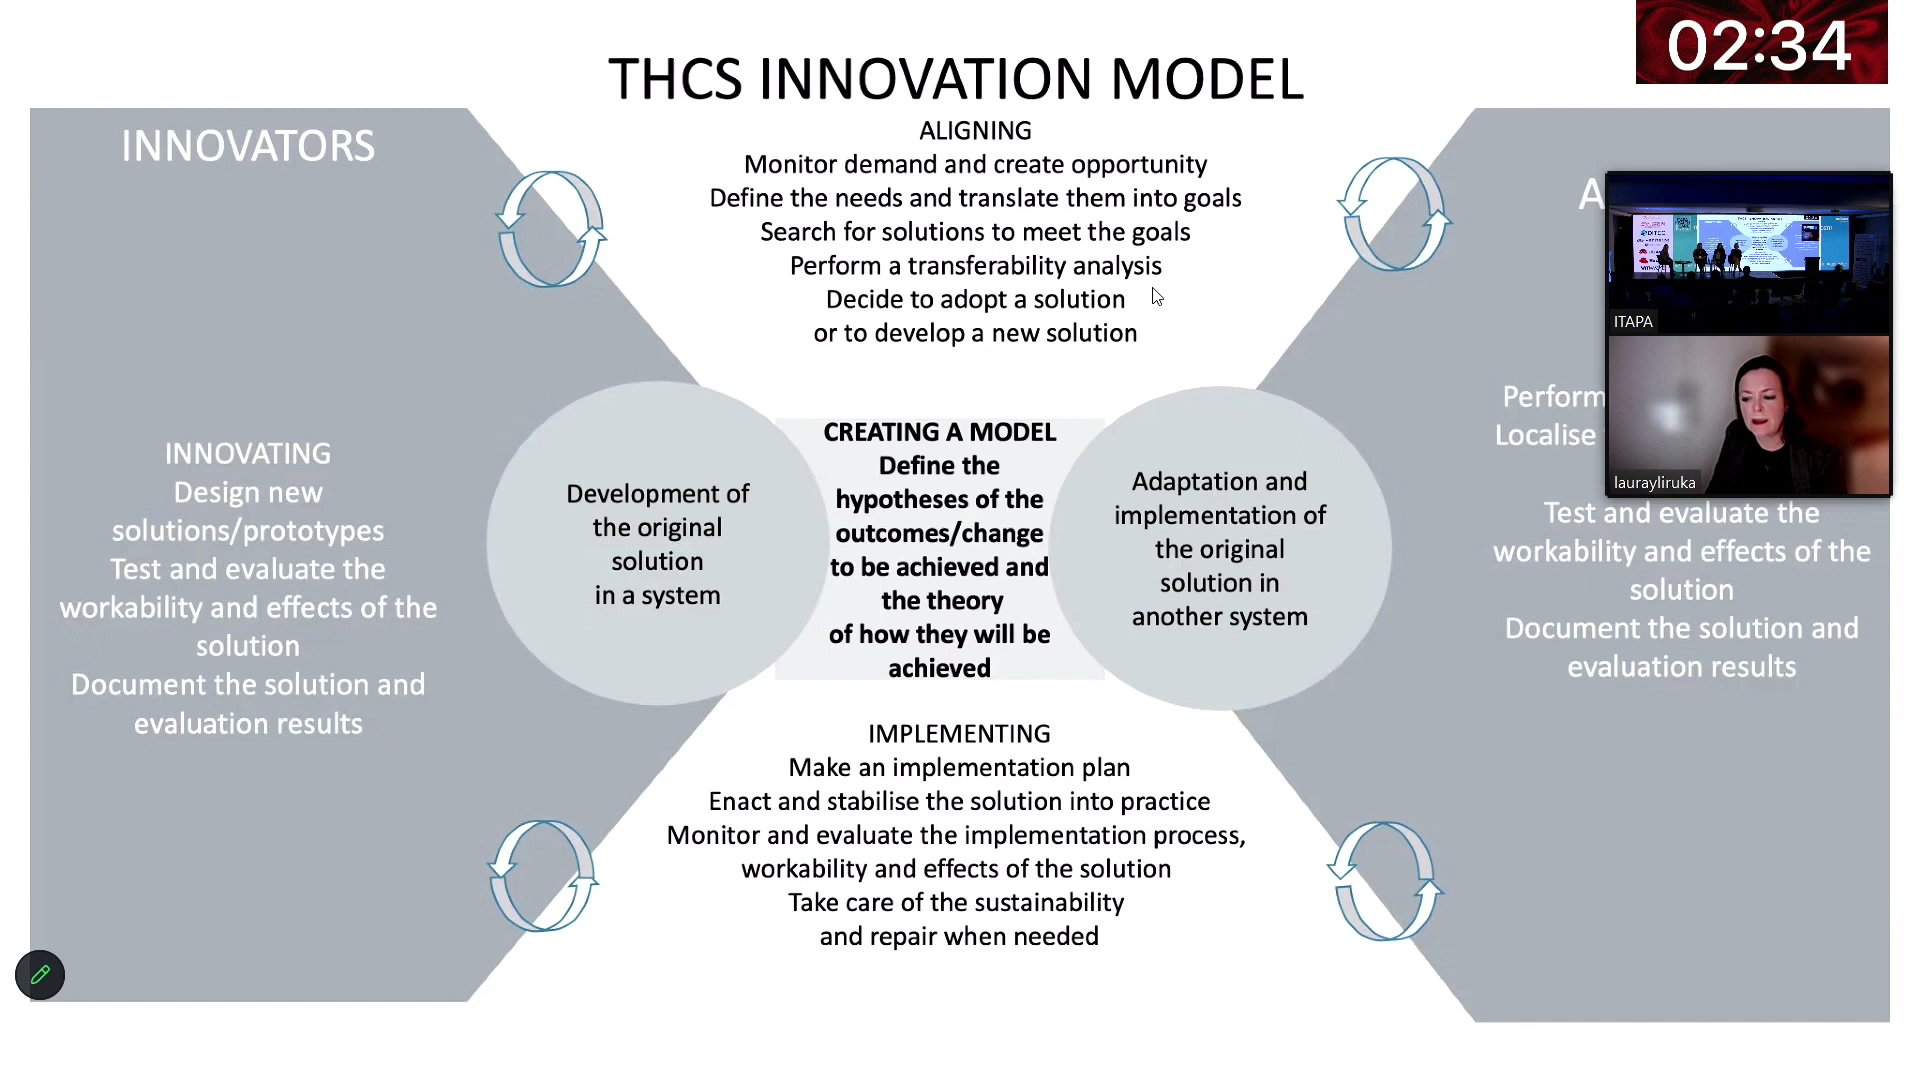 02:34
THCS INNOVATION MODEL
INNOVATORS
ALIGNING
Monitor demand and create opportunity
Define the needs and translate them into goals
Search for solutions to meet the goals
Perform a transferability analysis
Decide to adopt a solution
or to develop a new solution
A
ITAPA
laurayliruka
INNOVATING
Design new
solutions/prototypes
Test and evaluate the
workability and effects of the
solution
Document the solution and
evaluation results
Development of
the original
solution
in a system
CREATING A MODEL
Define the
hypotheses of the
outcomes/change
to be achieved and
the theory
of how they will be
achieved
Adaptation and
implementation of
the original
solution in
another system
Perform
Localise
Test and evaluate the
workability and effects of the
solution
Document the solution and
evaluation results
IMPLEMENTING
Make an implementation plan
Enact and stabilise the solution into practice
Monitor and evaluate the implementation process,
workability and effects of the solution
Take care of the sustainability
and repair when needed